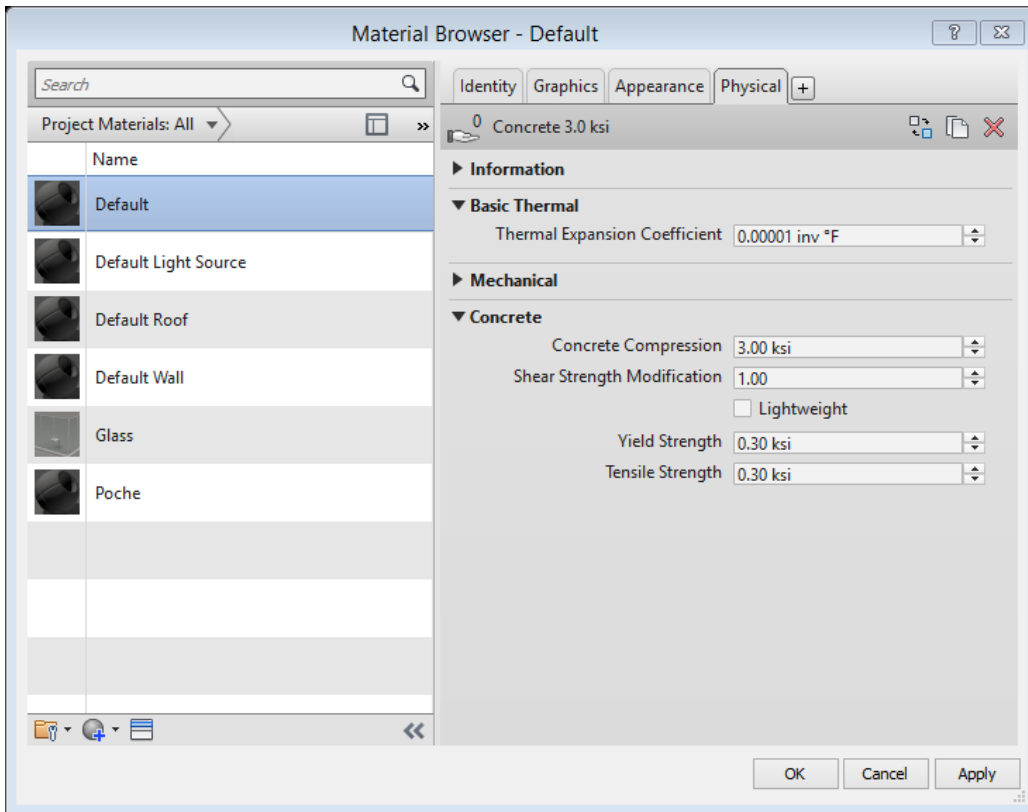 Material Browser - Default
Search
Project Materials: All
»
Name
Default
Default Light Source
Default Roof
Default Wall
Glass
Poche
Identity
Graphics
Appearance
Physical
+
0
Concrete 3.0 ksi
Information
Basic Thermal
Thermal Expansion Coefficient 0.00001 inv °F
Mechanical
Concrete
Concrete Compression 3.00 ksi
Shear Strength Modification 1.00
Lightweight
Yield Strength 0.30 ksi
Tensile Strength 0.30 ksi
OK
Cancel
Apply